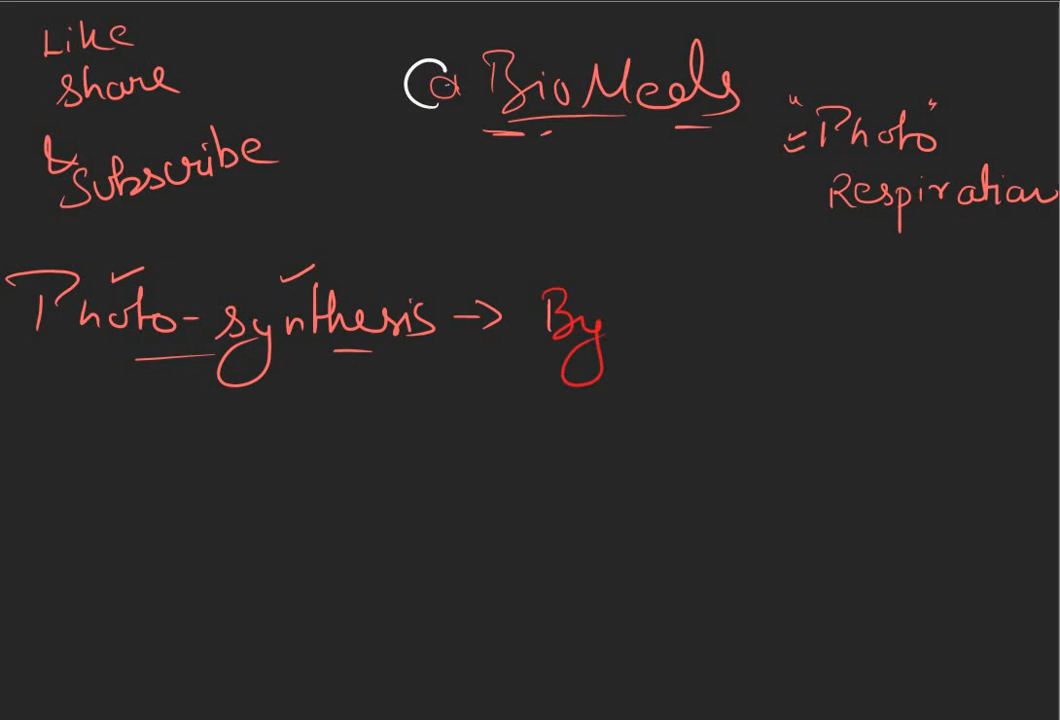 Like
Share
& Subscribe
@ BioMeels
"Photo"
Respiration
Photo-synthesis → By